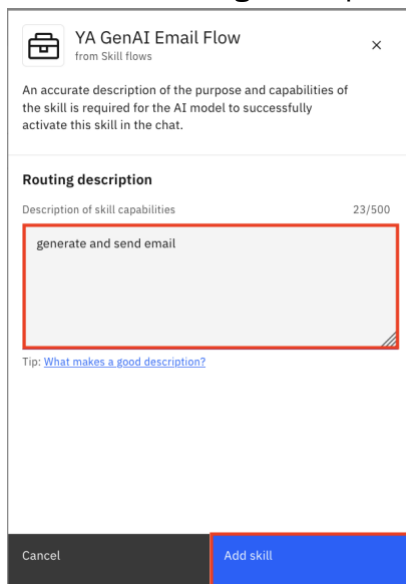 YA GenAI Email Flow
from Skill flows
An accurate description of the purpose and capabilities of
the skill is required for the AI model to successfully
activate this skill in the chat.
Routing description
Description of skill capabilities 23/500
generate and send email
Tip: What makes a good description?
Cancel Add skill